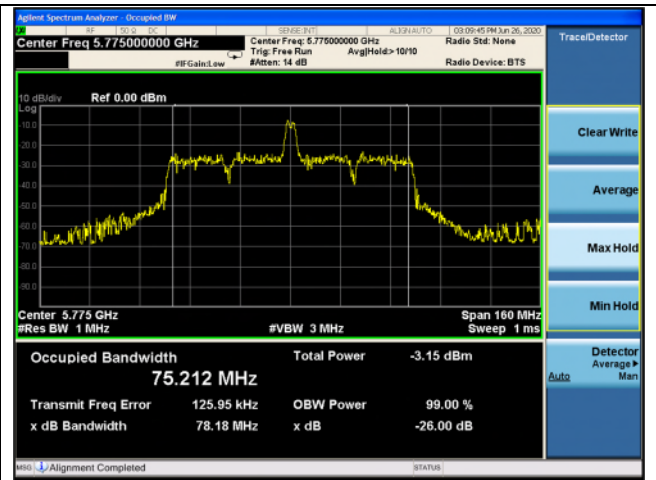 Agilent Spectrum Analyzer - Occupied BW
RF 50 Ω DC SENSE:INT ALIGN AUTO 03:09:45 PM Jun 26, 2020
Center Freq 5.775000000 GHz
Center Freq: 5.775000000 GHz
Radio Std: None
Trig: Free Run Avg|Hold:> 10/10
#IFGain:Low #Atten: 14 dB Radio Device: BTS
Trace/Detector
10 dB/div Ref 0.00 dBm
Log
-10.0
-20.0
-30.0
-40.0
-50.0
-60.0
-70.0
-80.0
-90.0
Center 5.775 GHz Span 160 MHz
#Res BW 1 MHz #VBW 3 MHz Sweep 1 ms
Occupied Bandwidth Total Power -3.15 dBm
75.212 MHz
Transmit Freq Error 125.95 kHz OBW Power 99.00 %
x dB Bandwidth 78.18 MHz x dB -26.00 dB
Clear Write
Average
Max Hold
Min Hold
Detector
Average▶
Auto Man
MSG Alignment Completed STATUS